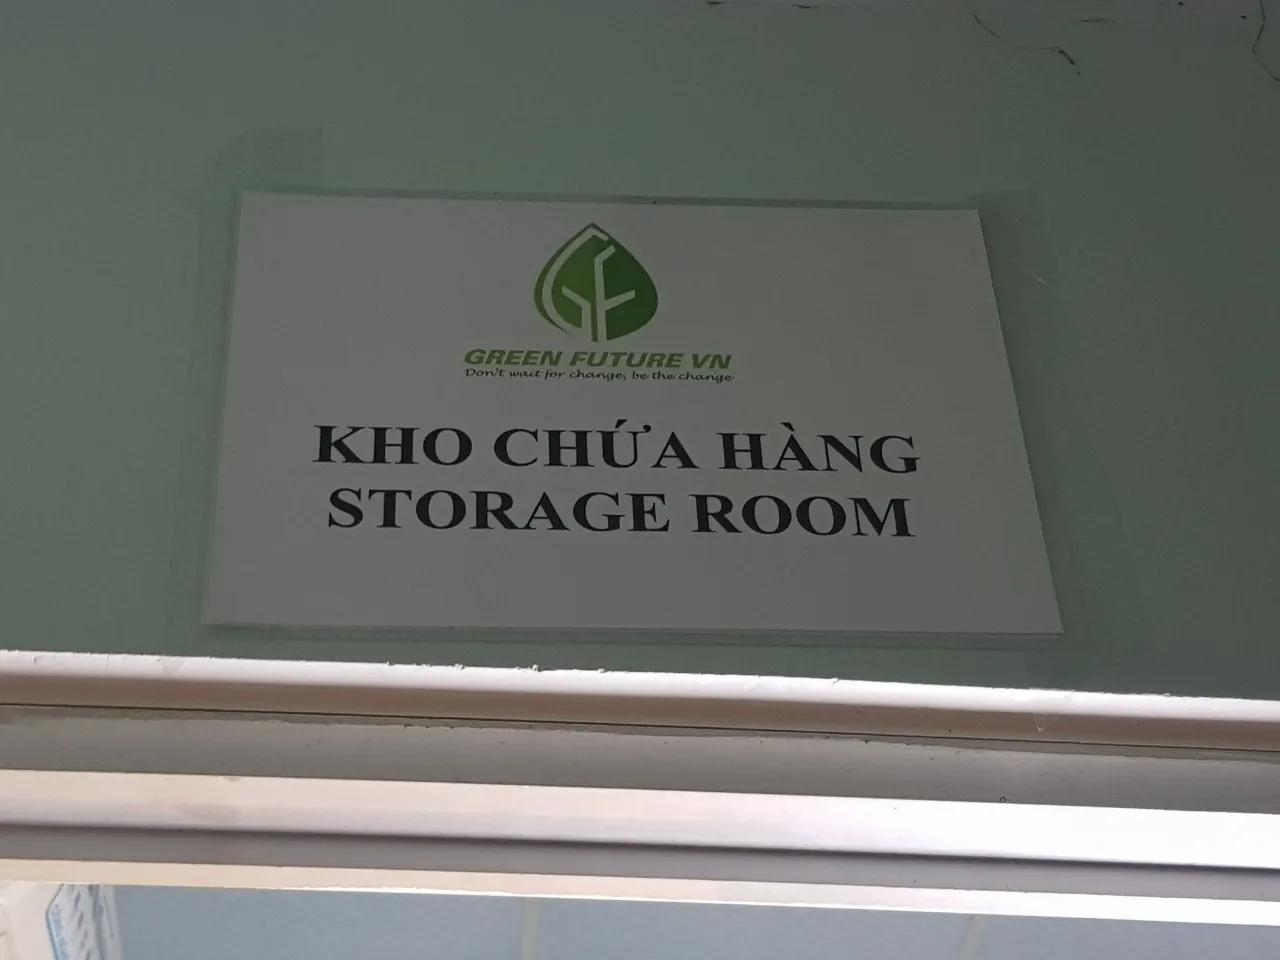 GREEN FUTURE VN
Don't wait for change, be the change
KHO CHỨA HÀNG
STORAGE ROOM